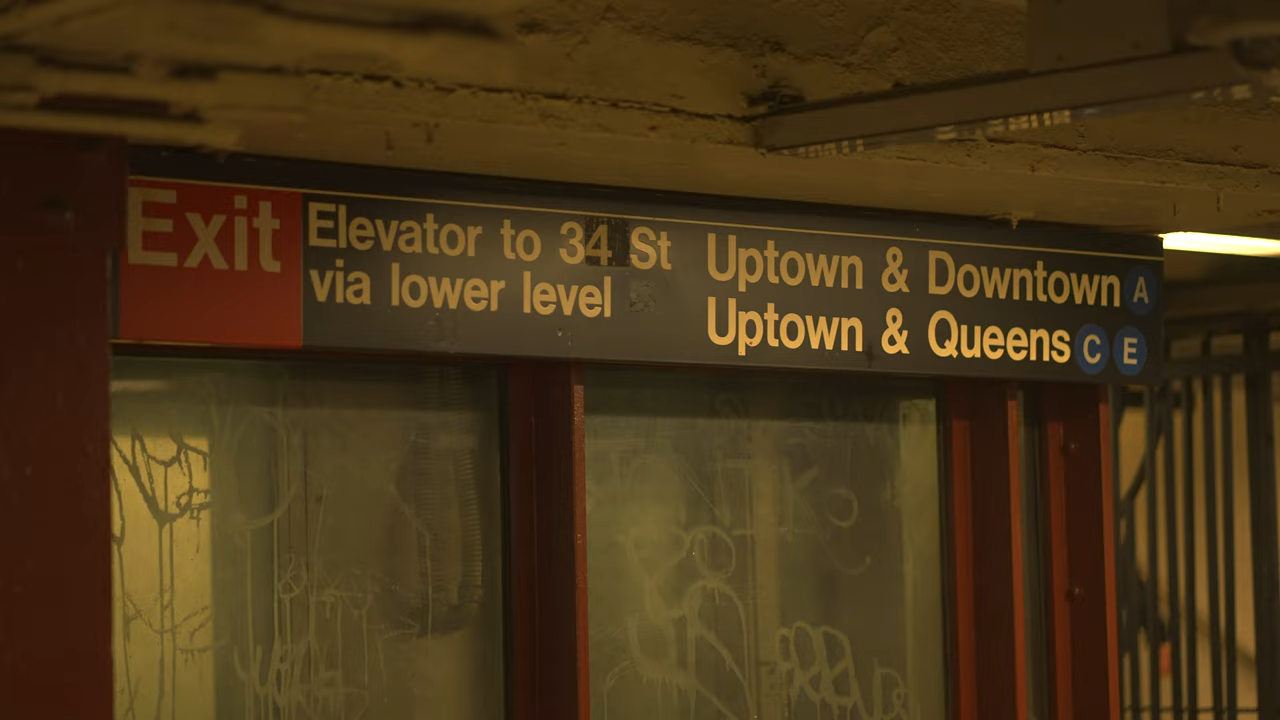 Exit
Elevator to 34 St
via lower level
Uptown & Downtown A
Uptown & Queens C E